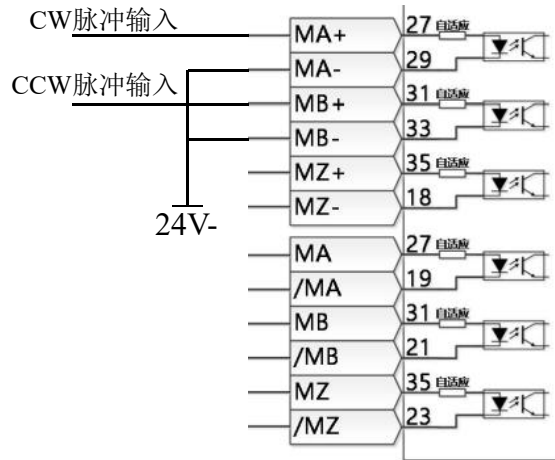 CW脉冲输入
MA+ 27 自适应
MA- 29
CCW脉冲输入
MB+ 31 自适应
MB- 33
MZ+ 35 自适应
MZ- 18
24V-
MA 27 自适应
/MA 19
MB 31 自适应
/MB 21
MZ 35 自适应
/MZ 23